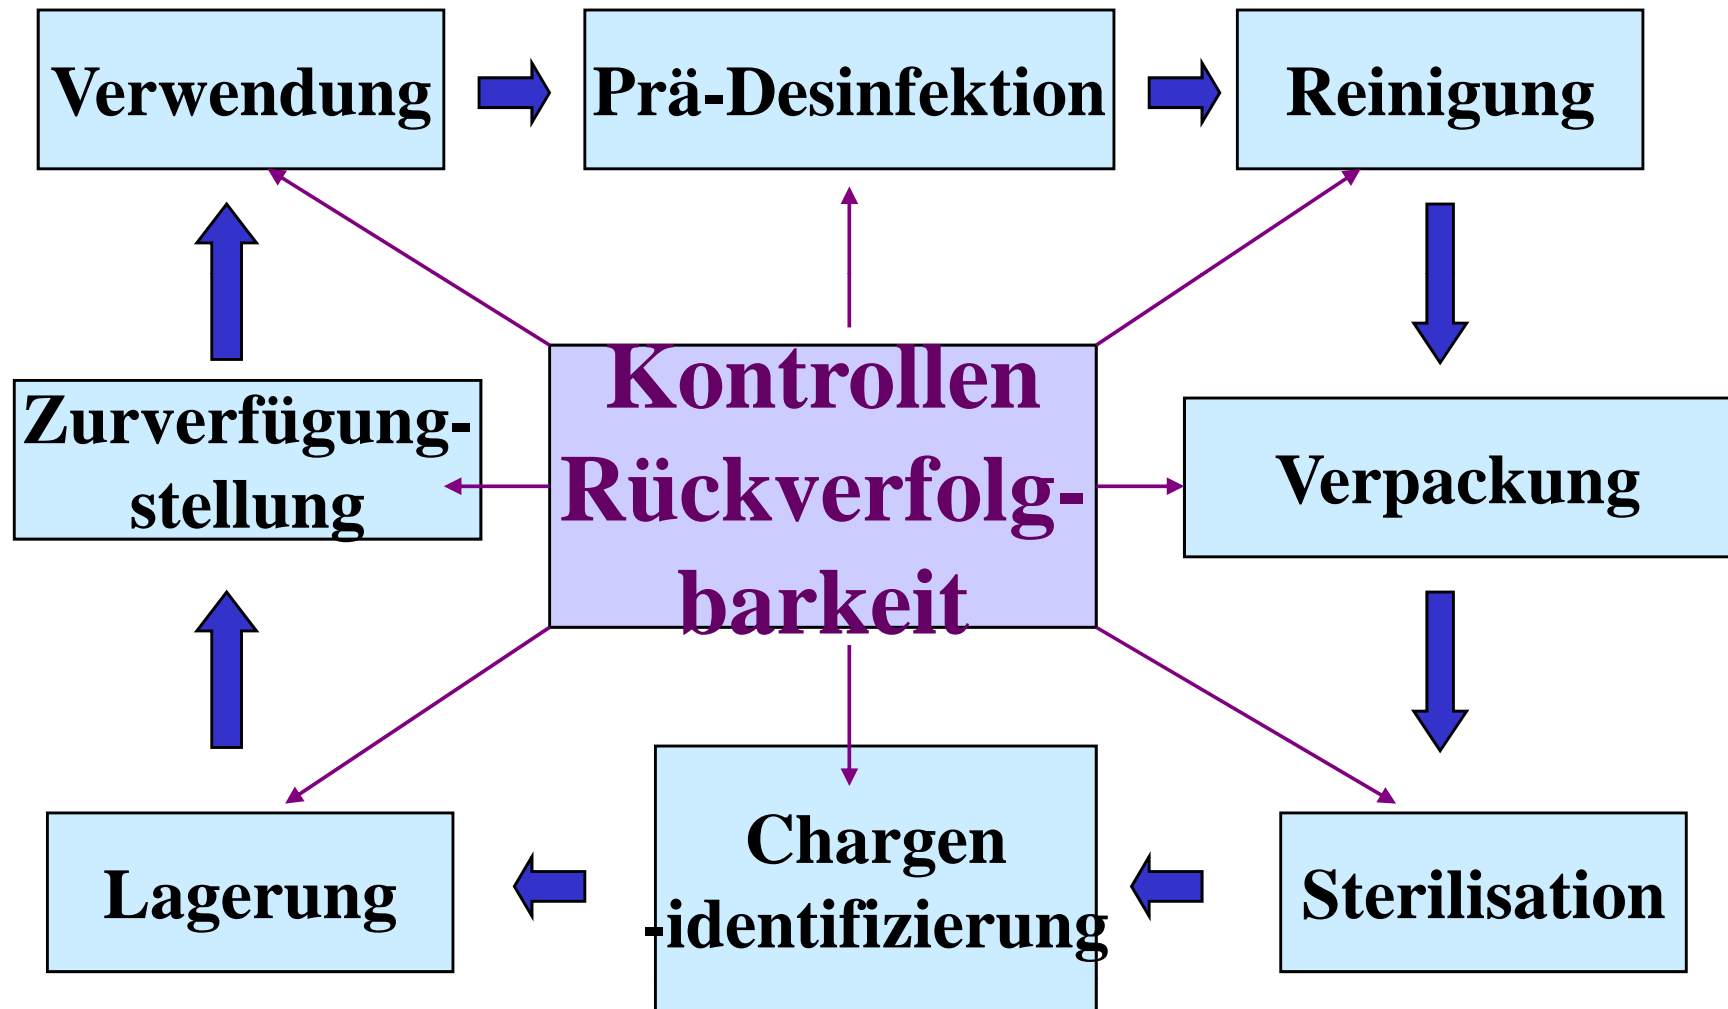 Verwendung
Prä-Desinfektion
Reinigung
Kontrollen
Rückverfolg-
barkeit
Zurverfügung-
stellung
Verpackung
Lagerung
Chargen
-identifizierung
Sterilisation